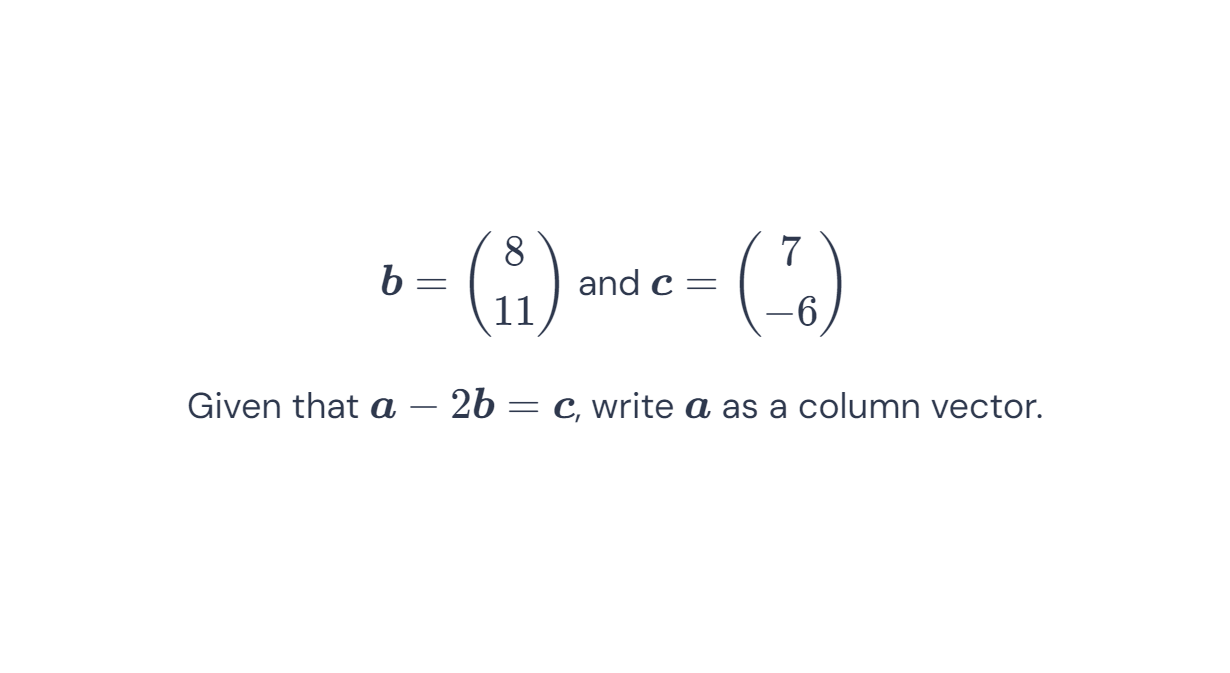 b = (8 11) and c = (7 −6)
Given that a − 2b = c, write a as a column vector.